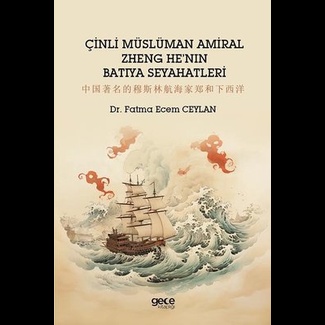 ÇİNLİ MÜSLÜMAN AMİRAL
ZHENG HE'NIN
BATIYA SEYAHATLERİ
中国著名的穆斯林航海家郑和下西洋
Dr. Fatma Ecem CEYLAN
gece
kitaplığı